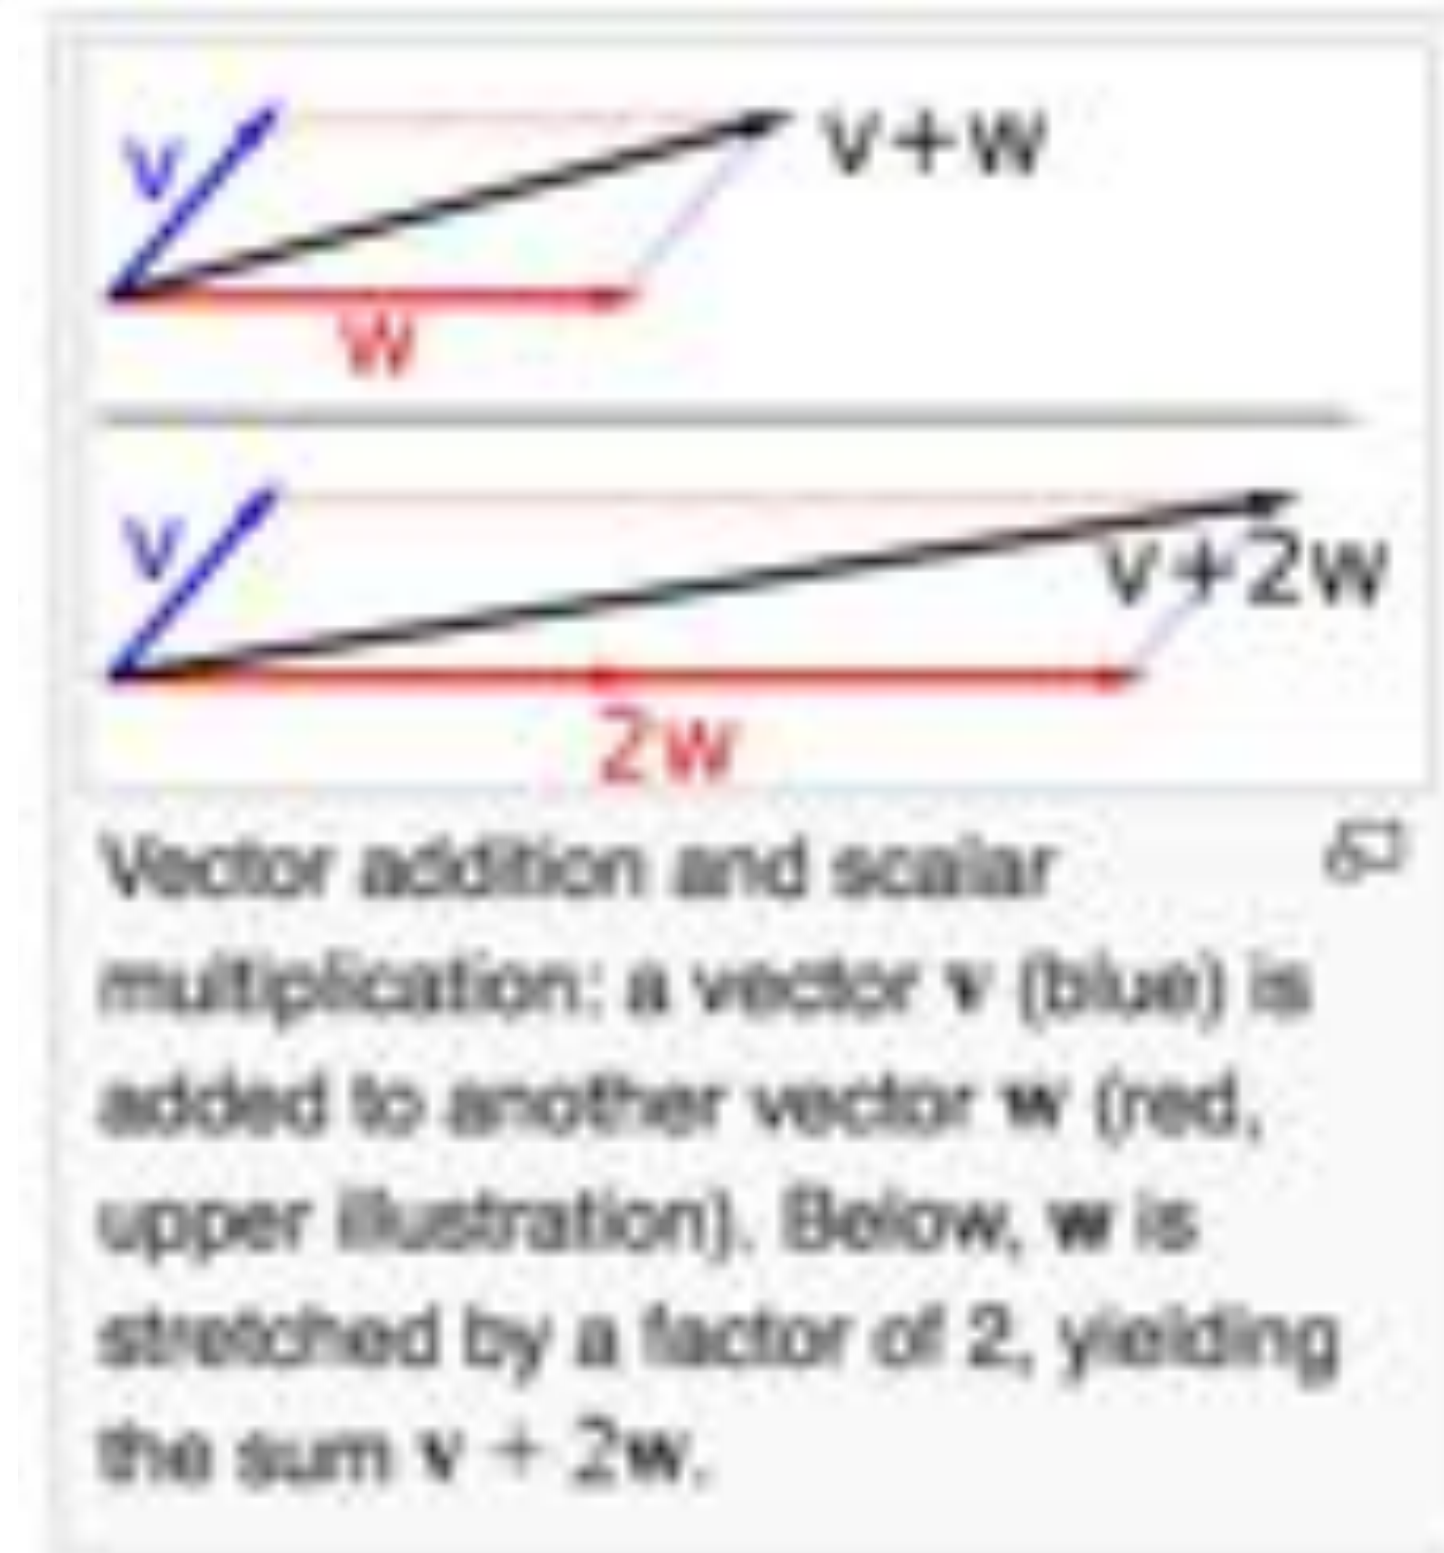 v
v+w
w
v
v+2w
2w
Vector addition and scalar
multiplication: a vector v (blue) is
added to another vector w (red,
upper illustration). Below, w is
stretched by a factor of 2, yielding
the sum v + 2w.